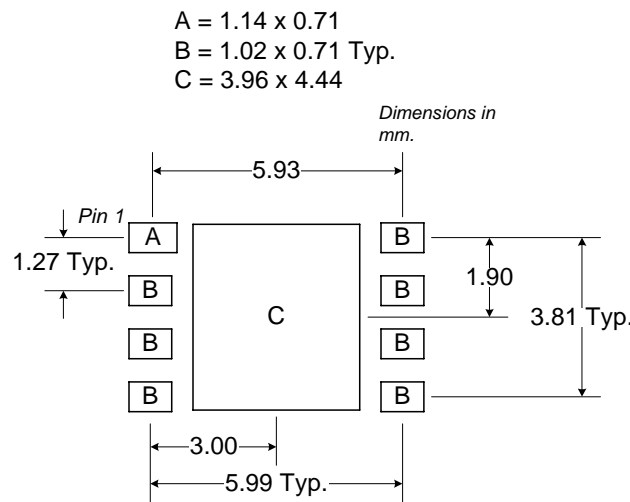 A = 1.14 x 0.71
B = 1.02 x 0.71 Typ.
C = 3.96 x 4.44
Dimensions in
mm.
5.93
Pin 1
A
B
1.27 Typ.
B
B
1.90
C
3.81 Typ.
B
B
B
B
3.00
5.99 Typ.